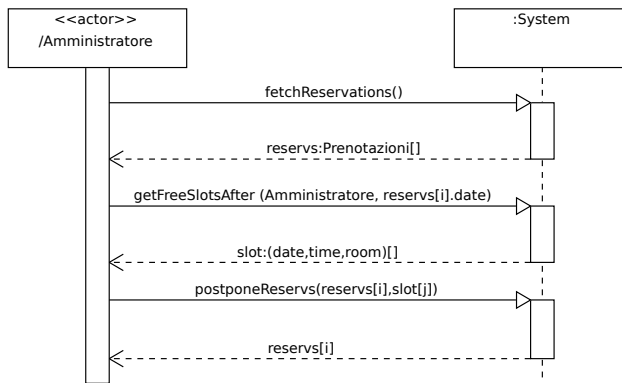 <<actor>>
/Amministratore
:System
fetchReservations()
reservs:Prenotazioni[]
getFreeSlotsAfter (Amministratore, reservs[i].date)
slot:(date,time,room)[]
postponeReservs(reservs[i],slot[j])
reservs[i]